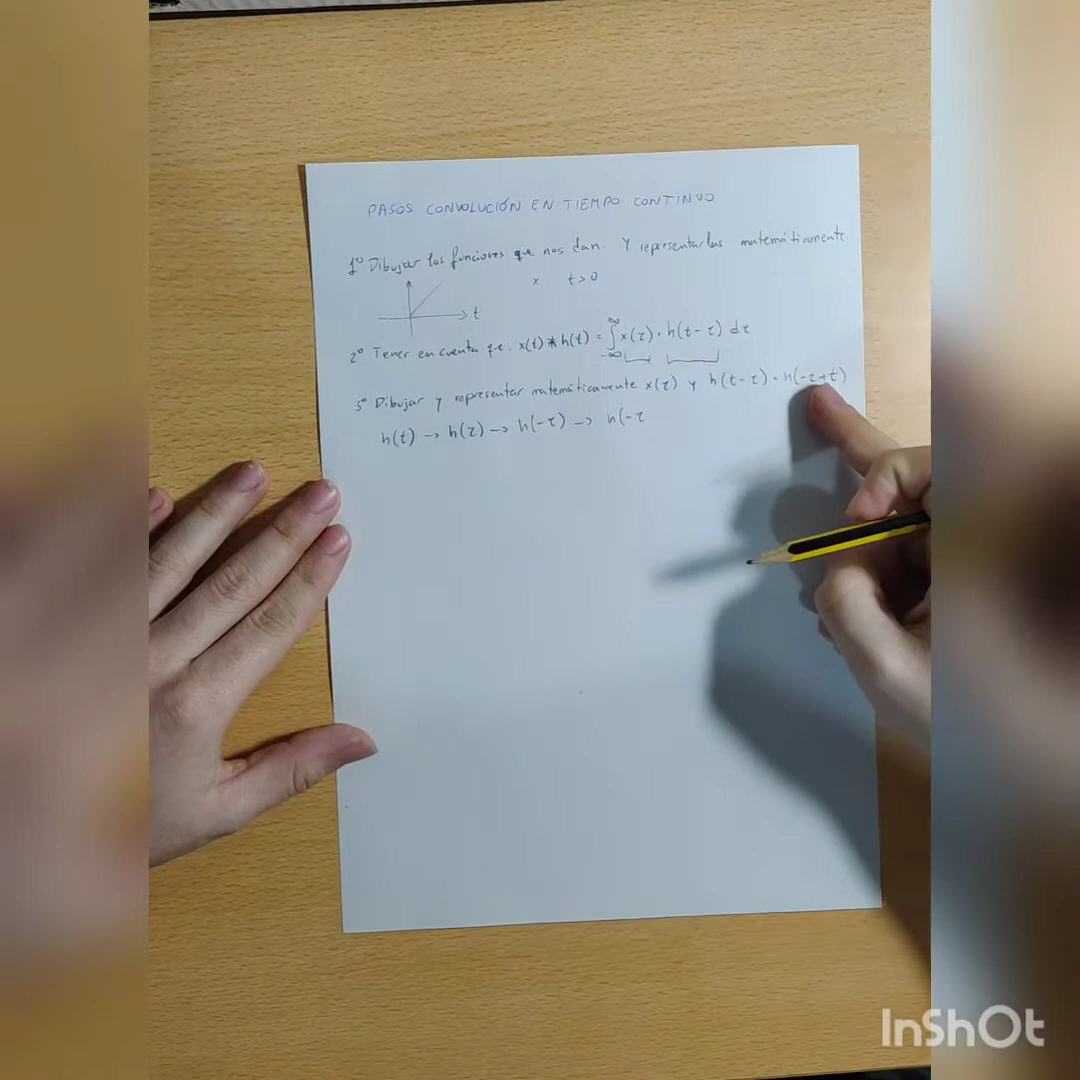 PASOS CONVOLUCIÓN EN TIEMPO CONTINUO
1º Dibujar las funciones que nos dan. Y representarlas matemáticamente
x t>0
t
2º Tener en cuenta q.e. x(t)*h(t) = ∫_{-∞}^{∞} x(τ)·h(t-τ) dτ
3º Dibujar y representar matemáticamente x(τ) y h(t-τ) = h(-τ+t)
h(t) → h(τ) → h(-τ) → h(-τ
InShOt